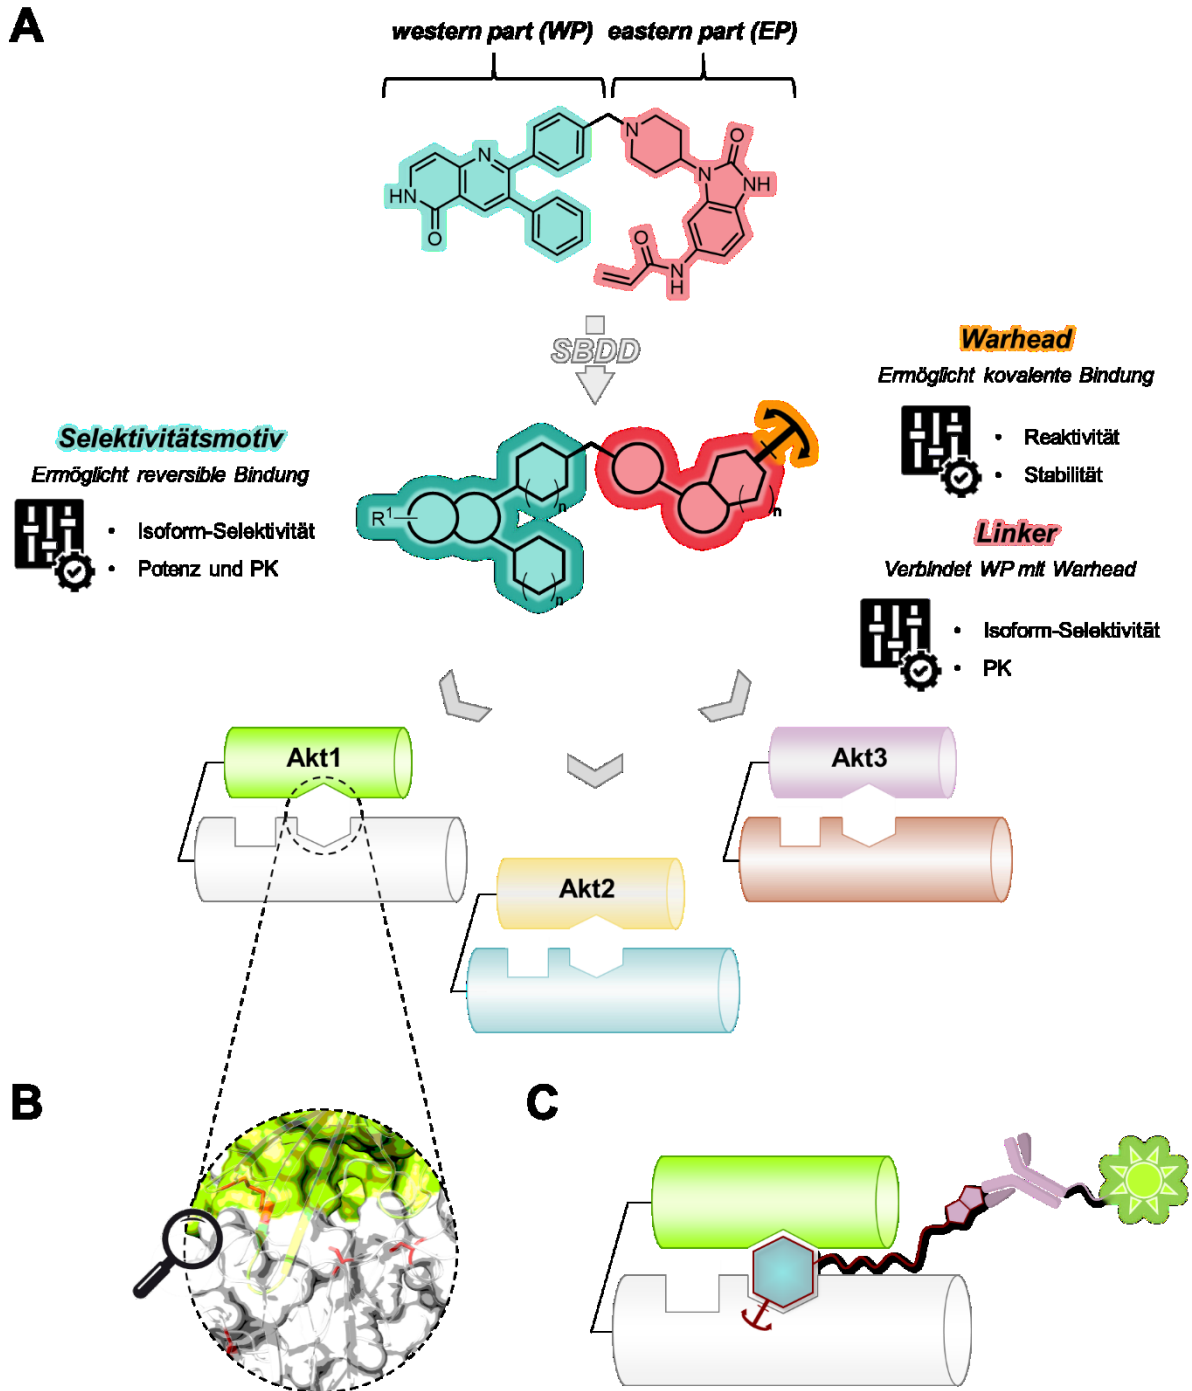 A
western part (WP) eastern part (EP)
N
N
O
N
NH
HN
O
O
N
H
SBDD
Warhead
Ermöglicht kovalente Bindung
• Reaktivität
• Stabilität
Selektivitätsmotiv
Ermöglicht reversible Bindung
• Isoform-Selektivität
• Potenz und PK
R¹
( )n
( )n
( )n
Linker
Verbindet WP mit Warhead
• Isoform-Selektivität
• PK
Akt1
Akt3
Akt2
B
C